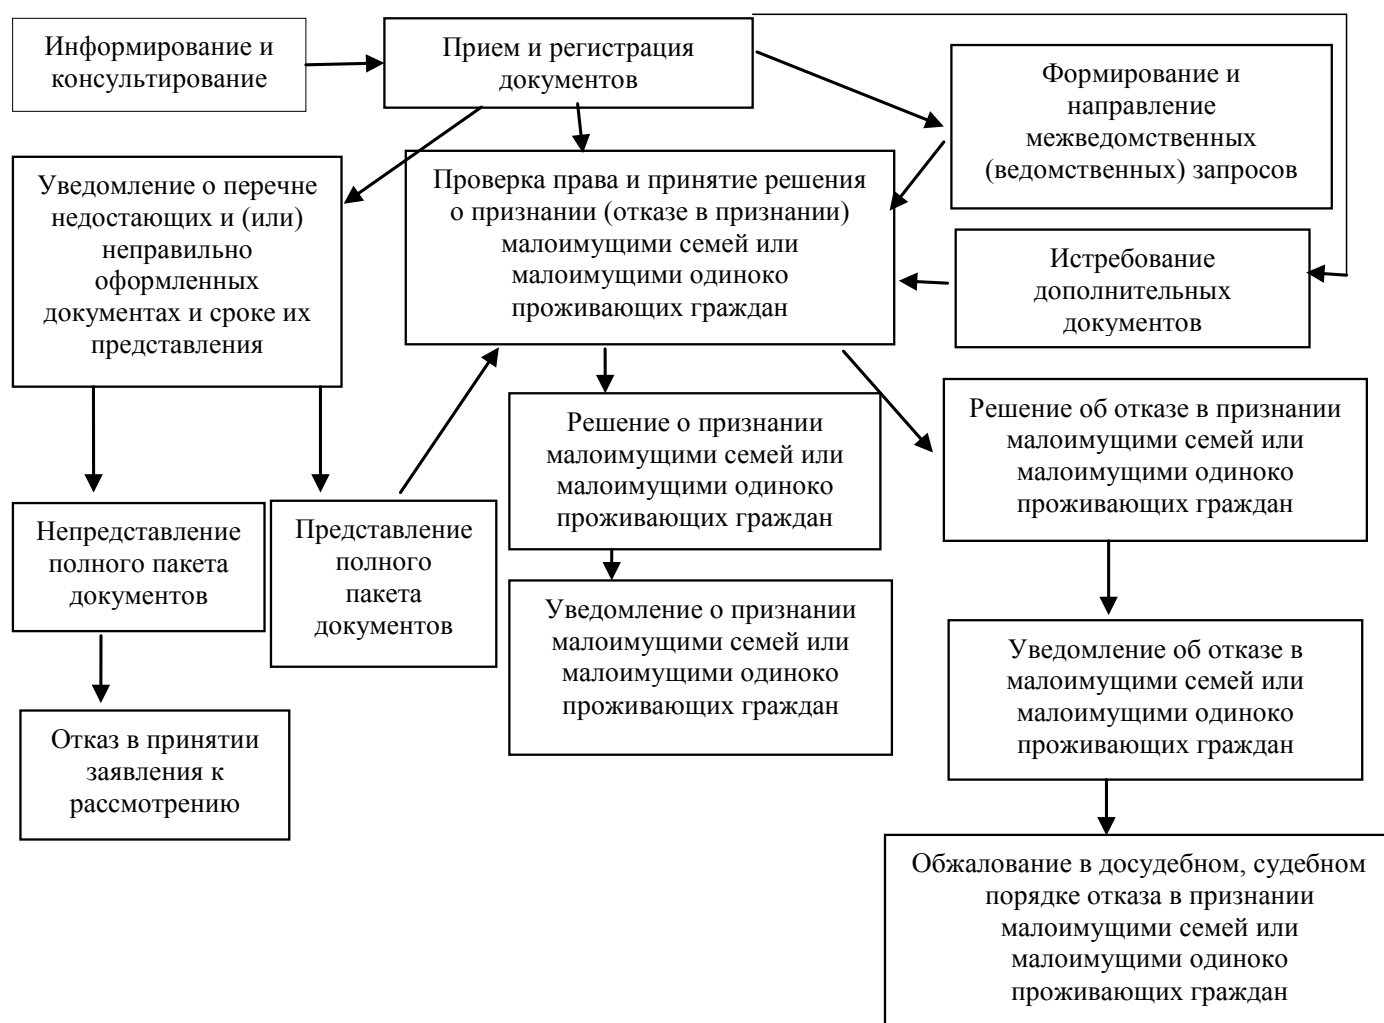 Информирование и
консультирование
Прием и регистрация
документов
Формирование и
направление
межведомственных
(ведомственных) запросов
Уведомление о перечне
недостающих и (или)
неправильно
оформленных
документах и сроке их
представления
Проверка права и принятие решения
о признании (отказе в признании)
малоимущими семей или
малоимущими одиноко
проживающих граждан
Истребование
дополнительных
документов
Решение о признании
малоимущими семей или
малоимущими одиноко
проживающих граждан
Решение об отказе в признании
малоимущими семей или
малоимущими одиноко
проживающих граждан
Непредставление
полного пакета
документов
Представление
полного
пакета
документов
Уведомление о признании
малоимущими семей или
малоимущими одиноко
проживающих граждан
Уведомление об отказе в
малоимущими семей или
малоимущими одиноко
проживающих граждан
Отказ в принятии
заявления к
рассмотрению
Обжалование в досудебном, судебном
порядке отказа в признании
малоимущими семей или
малоимущими одиноко
проживающих граждан